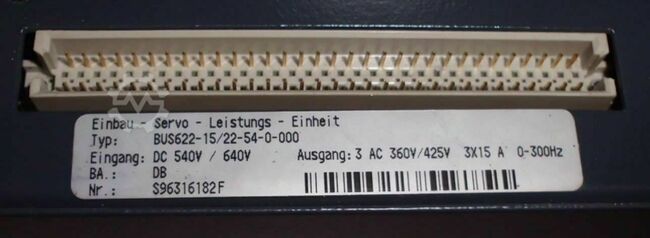 Einbau - Servo - Leistungs - Einheit
Typ: BUS622-15/22-54-0-000
Eingang: DC 540V / 640V Ausgang: 3 AC 360V/425V 3X15 A 0-300Hz
BA.: DB
Nr.: S96316182F